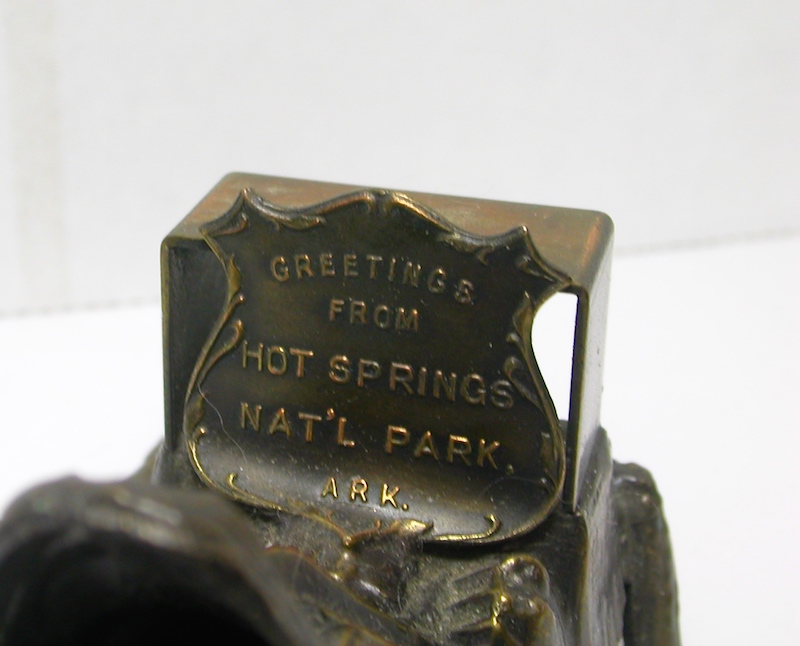 GREETINGS
FROM
HOT SPRINGS
NAT'L PARK,
ARK.